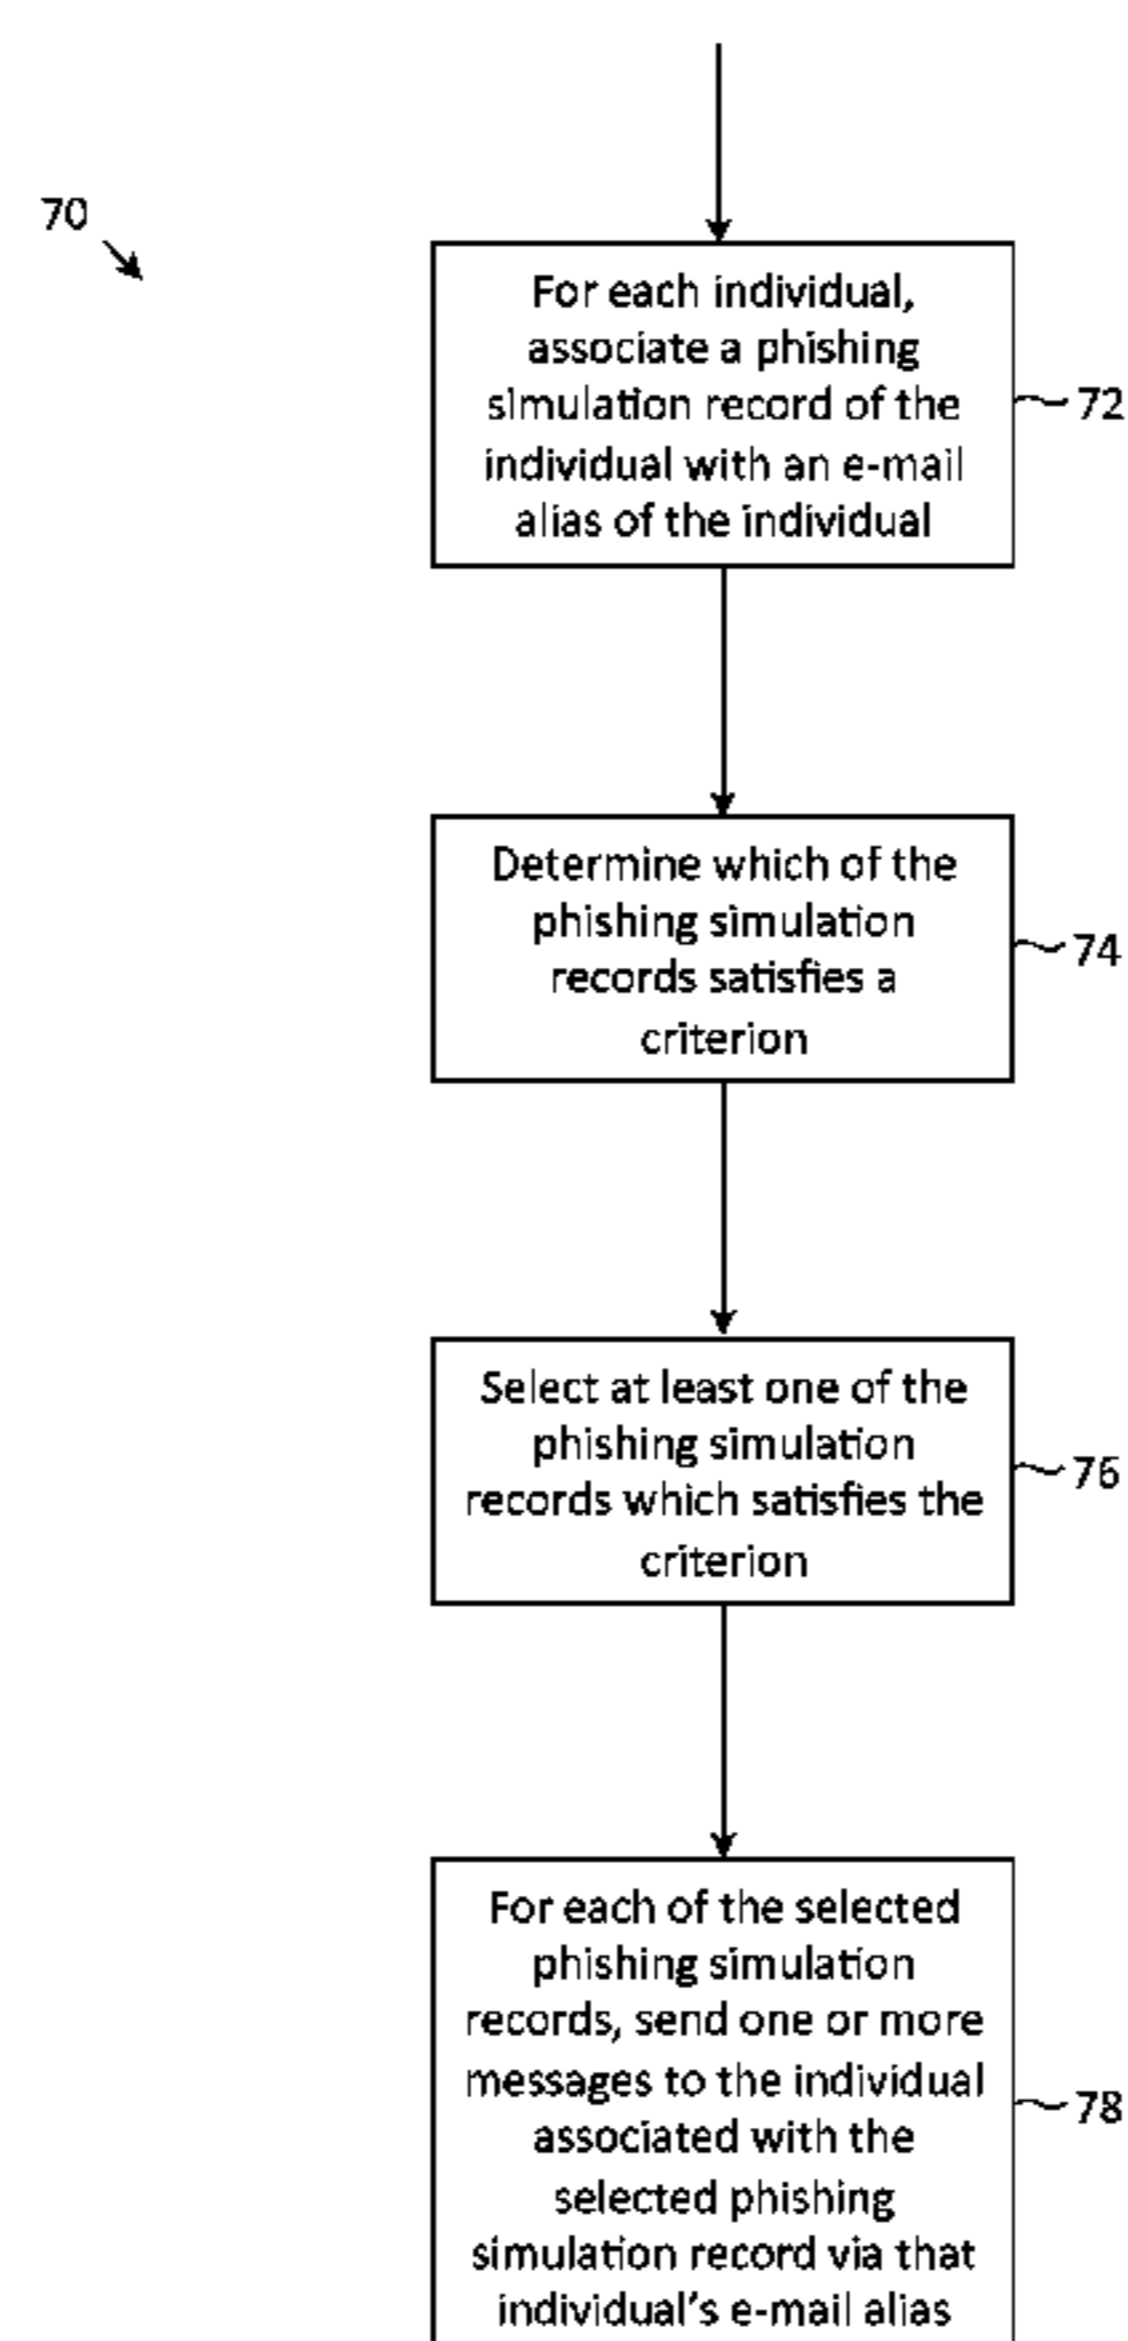 70
For each individual,
associate a phishing
simulation record of the
individual with an e-mail
alias of the individual
72
Determine which of the
phishing simulation
records satisfies a
criterion
74
Select at least one of the
phishing simulation
records which satisfies the
criterion
76
For each of the selected
phishing simulation
records, send one or more
messages to the individual
associated with the
selected phishing
simulation record via that
individual's e-mail alias
78